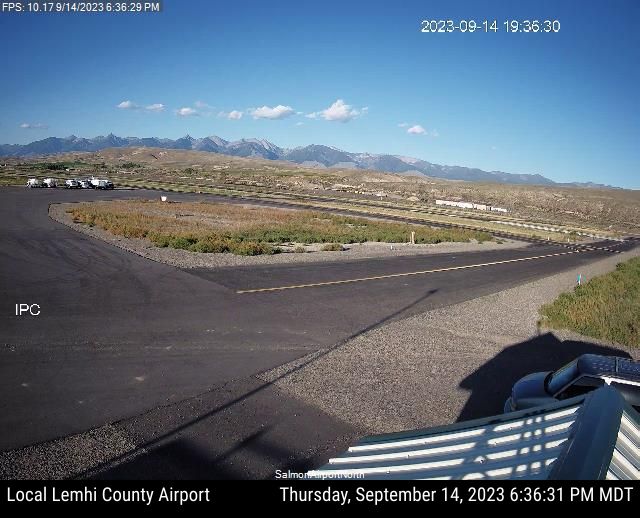 FPS: 10.17 9/14/2023 6:36:29 PM
2023-09-14 19:36:30
IPC
SalmonAirportNorth
Local Lemhi County Airport
Thursday, September 14, 2023 6:36:31 PM MDT